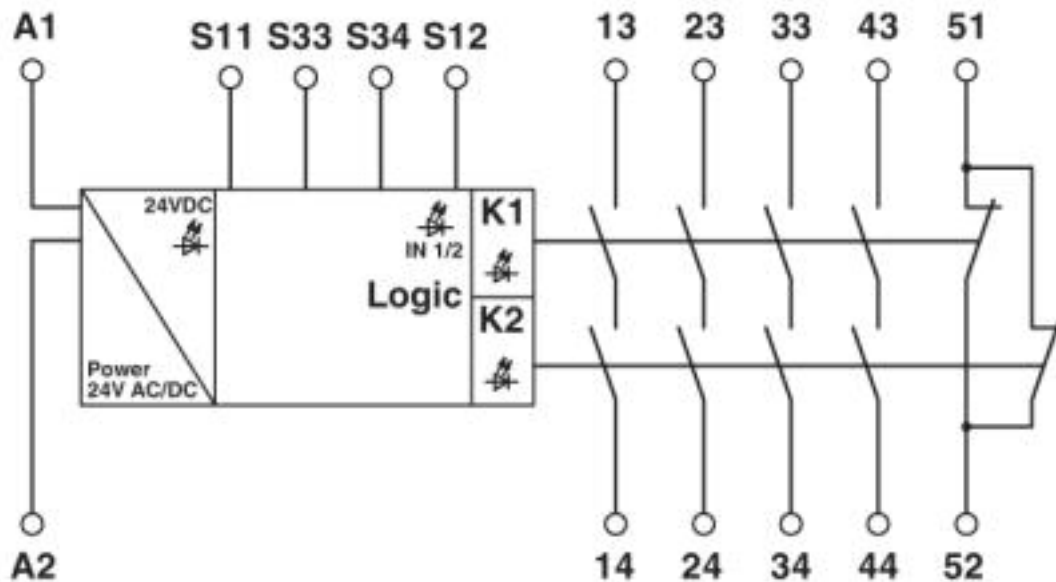 A1 S11 S33 S34 S12 13 23 33 43 51
24VDC
IN 1/2
K1
Logic
K2
Power
24V AC/DC
A2 14 24 34 44 52